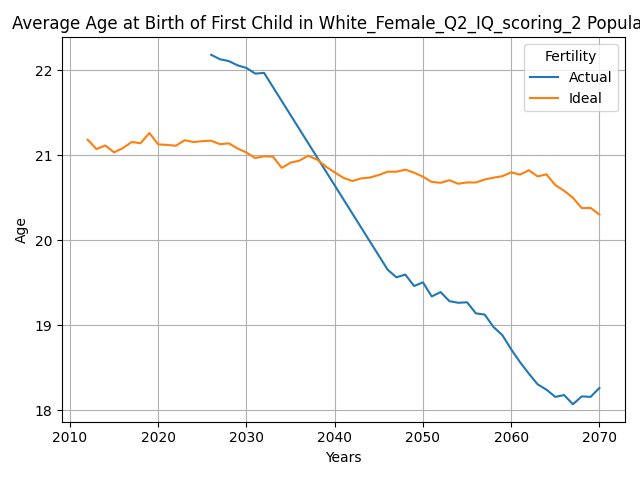 Average Age at Birth of First Child in White_Female_Q2_IQ_scoring_2 Popula
Fertility
Actual
Ideal
22
21
20
19
18
Age
2010 2020 2030 2040 2050 2060 2070
Years